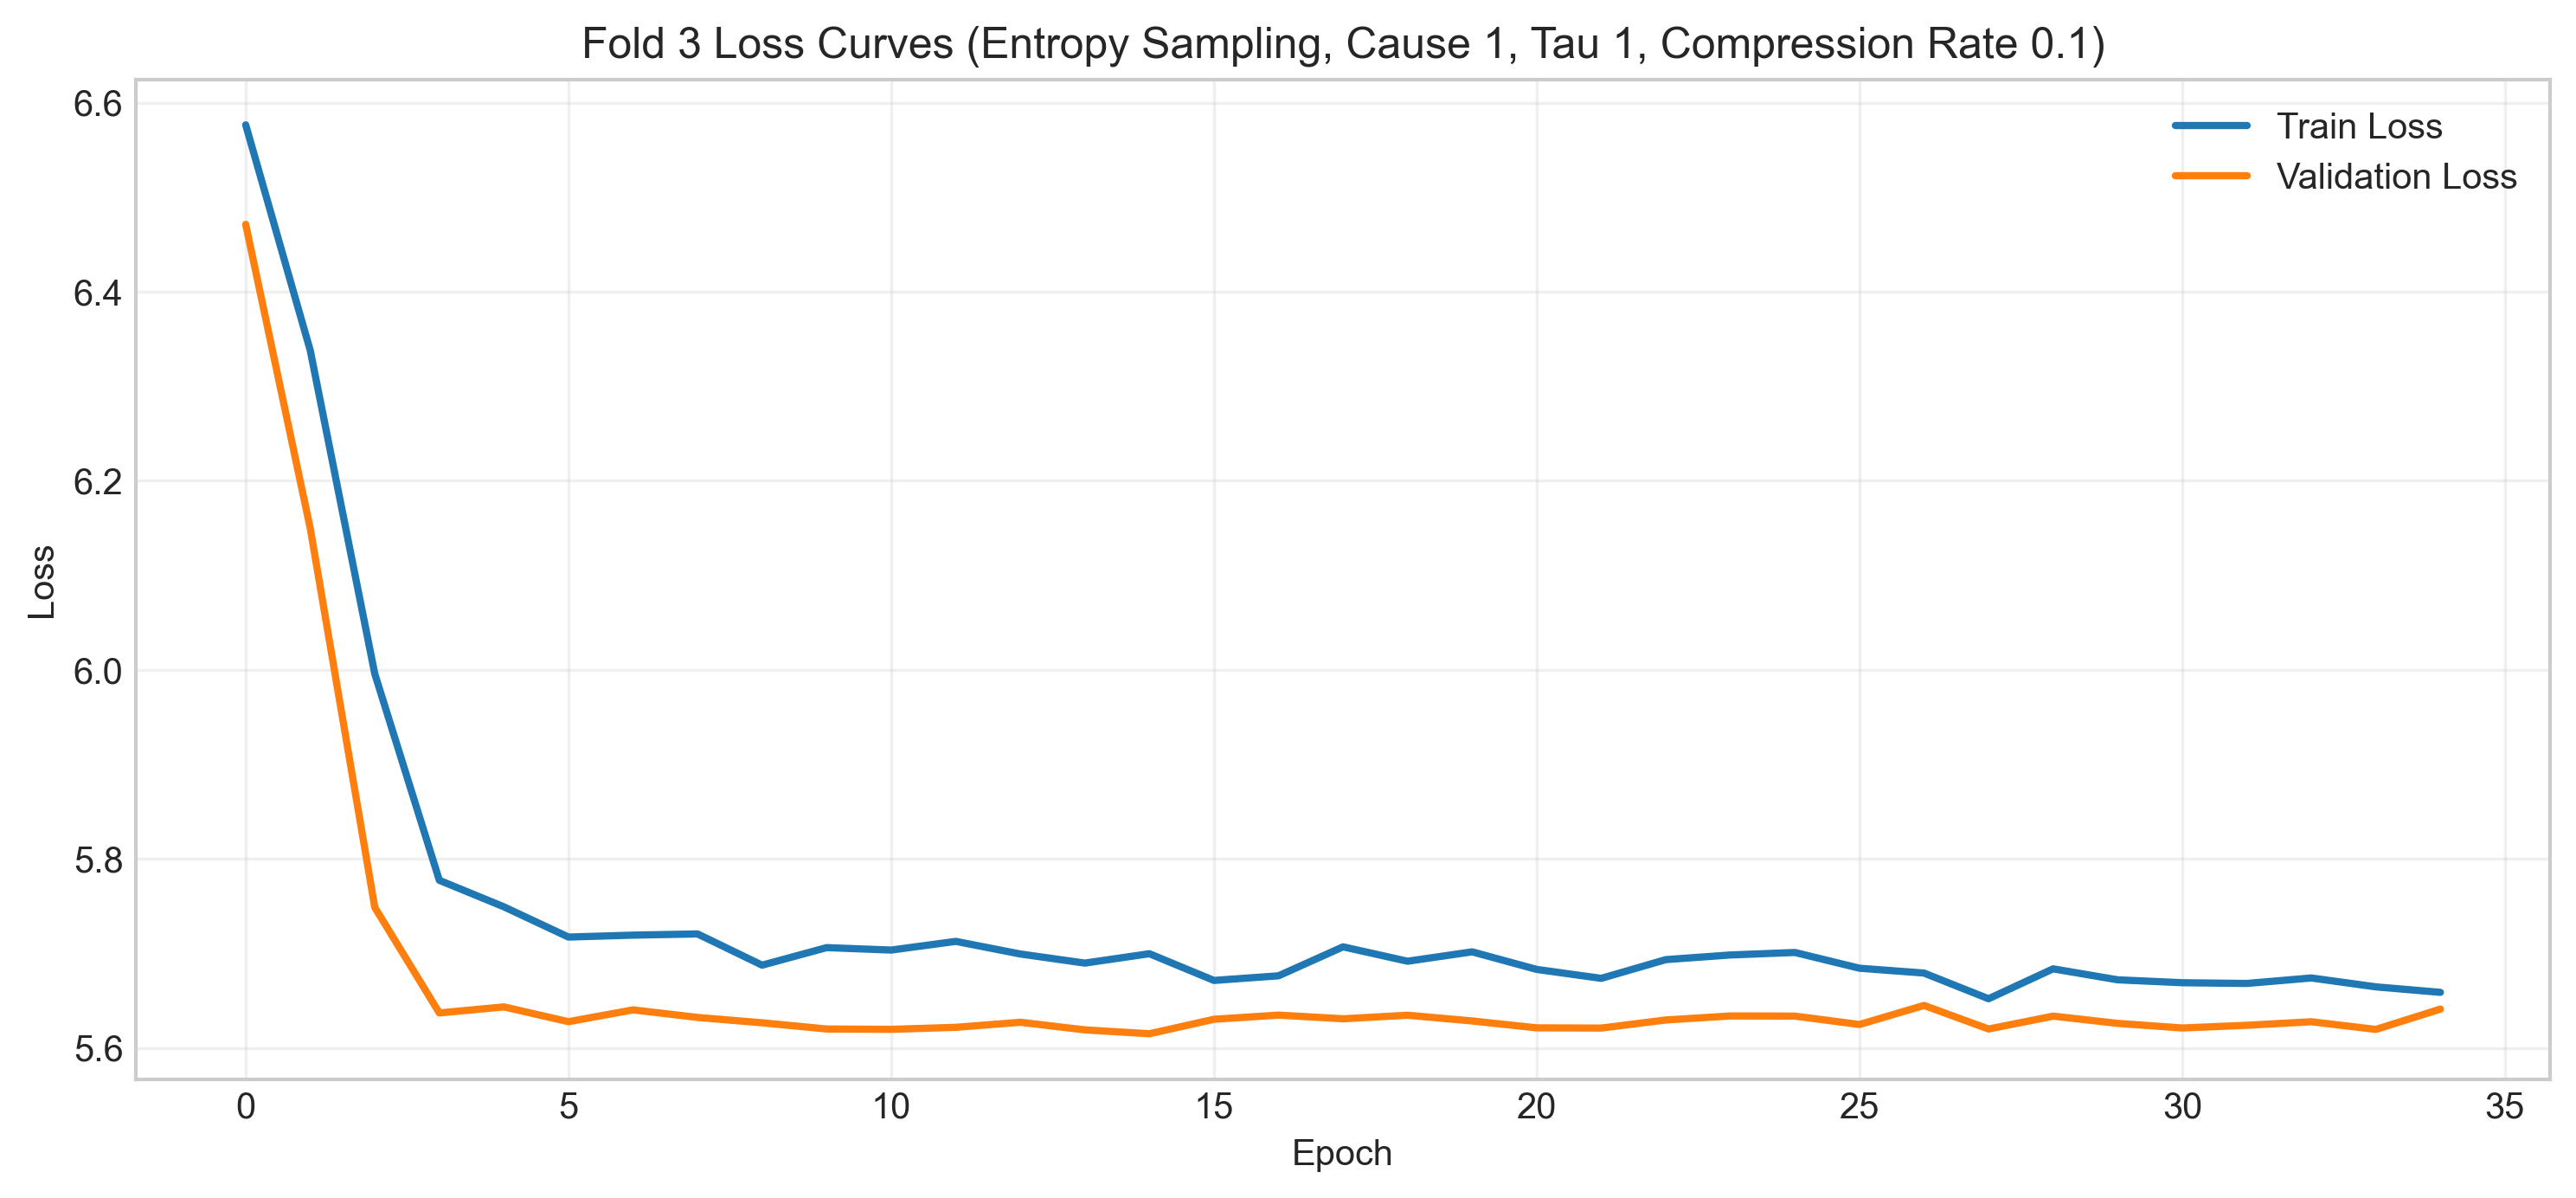 Fold 3 Loss Curves (Entropy Sampling, Cause 1, Tau 1, Compression Rate 0.1)
Train Loss
Validation Loss
Loss
6.6
6.4
6.2
6.0
5.8
5.6
0 5 10 15 20 25 30 35
Epoch